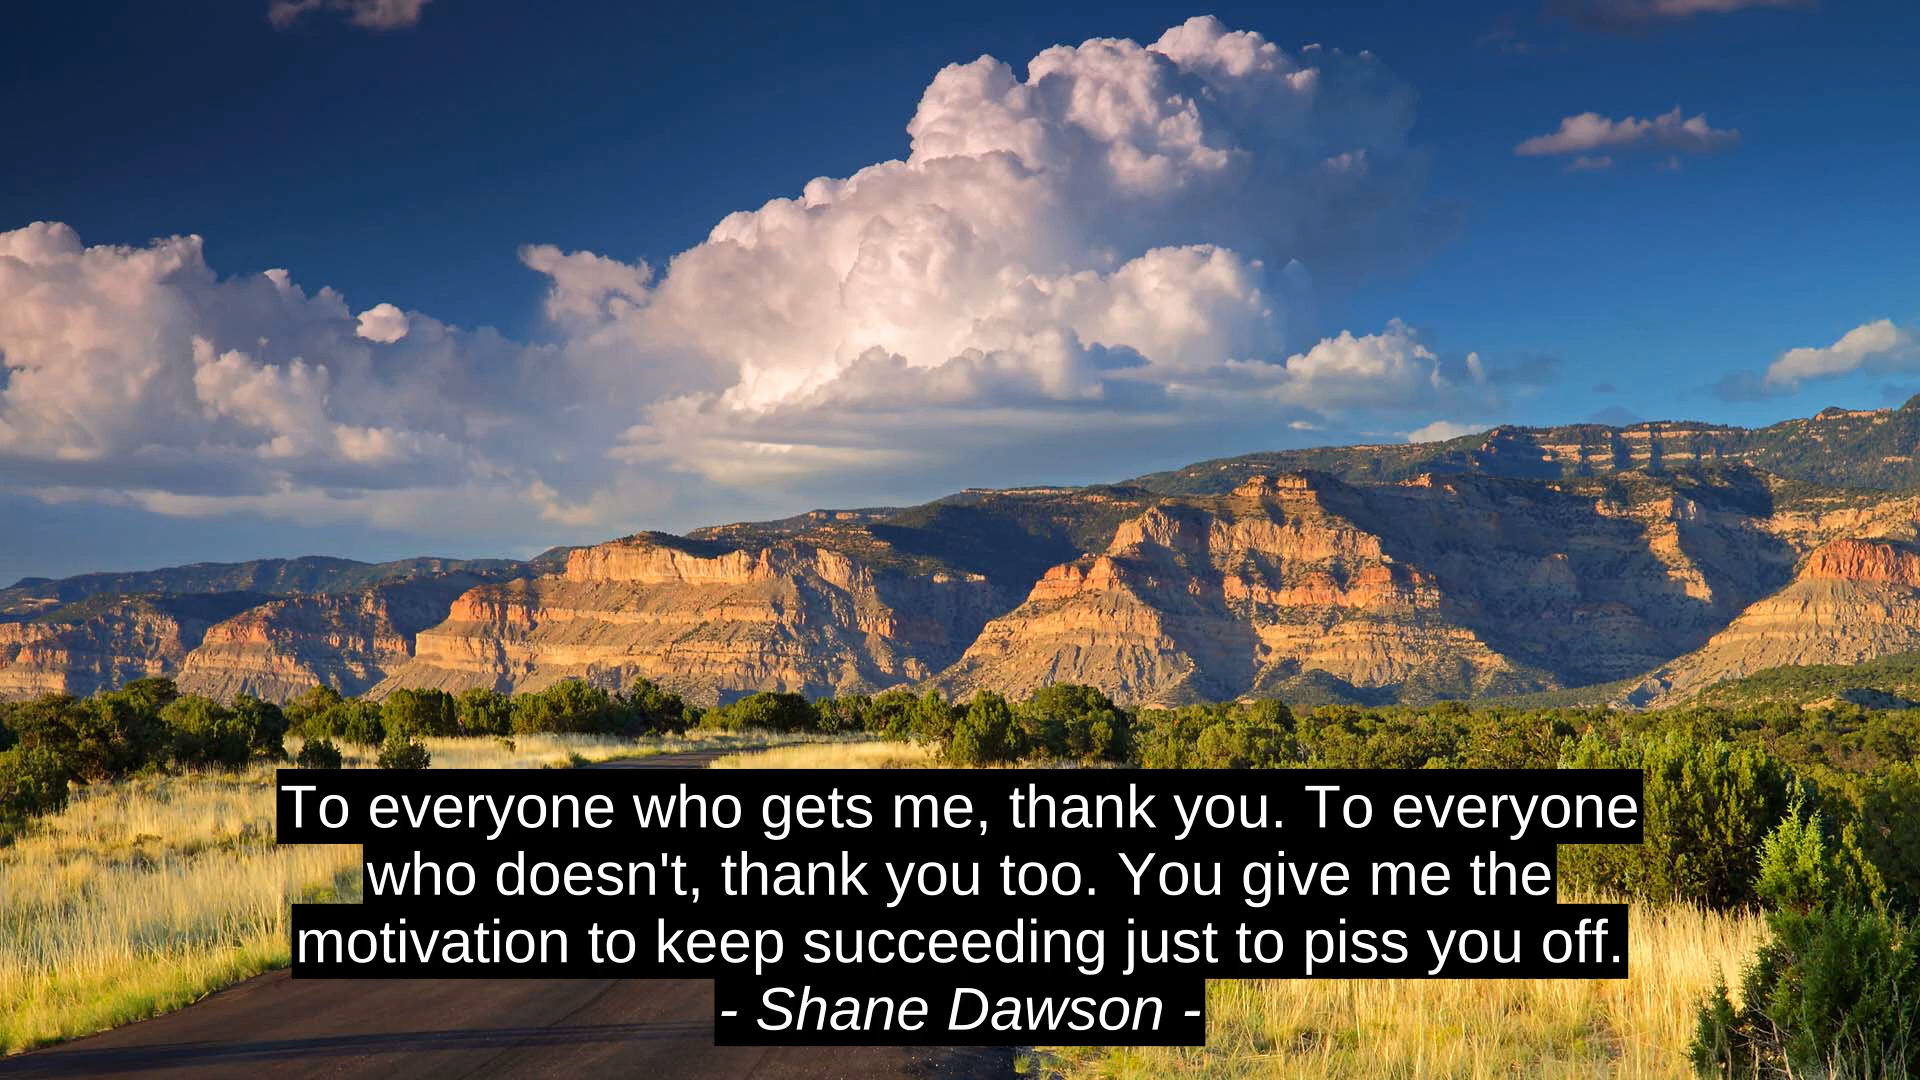 To everyone who gets me, thank you. To everyone
who doesn't, thank you too. You give me the
motivation to keep succeeding just to piss you off.
- Shane Dawson -